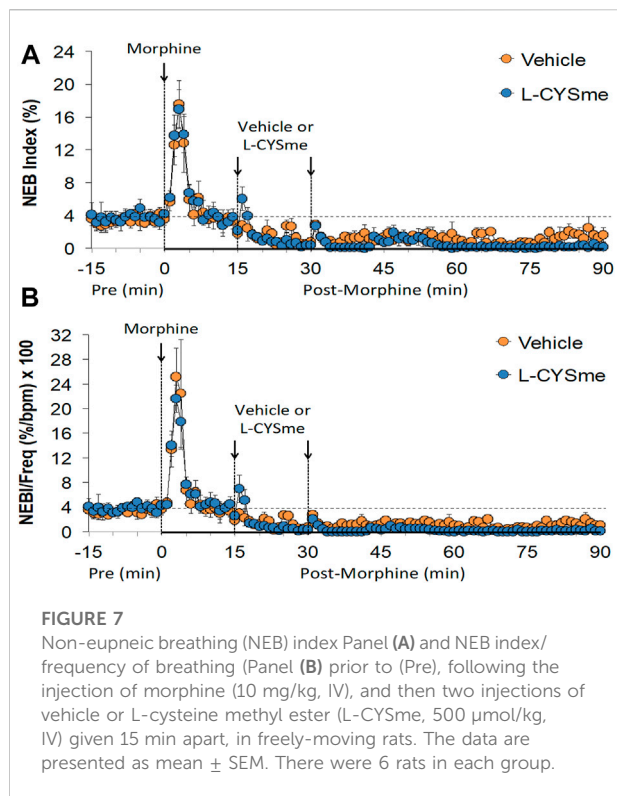 A
Morphine
Vehicle
L-CYSme
Vehicle or
L-CYSme
NEB Index (%)
24
20
16
12
8
4
0
-15 0 15 30 45 60 75 90
Pre (min) Post-Morphine (min)
B
Morphine
Vehicle
L-CYSme
Vehicle or
L-CYSme
NEBI/Freq (%/bpm) x 100
32
28
24
20
16
12
8
4
0
-15 0 15 30 45 60 75 90
Pre (min) Post-Morphine (min)
FIGURE 7
Non-eupneic breathing (NEB) index Panel (A) and NEB index/
frequency of breathing (Panel (B) prior to (Pre), following the
injection of morphine (10 mg/kg, IV), and then two injections of
vehicle or L-cysteine methyl ester (L-CYSme, 500 μmol/kg,
IV) given 15 min apart, in freely-moving rats. The data are
presented as mean ± SEM. There were 6 rats in each group.